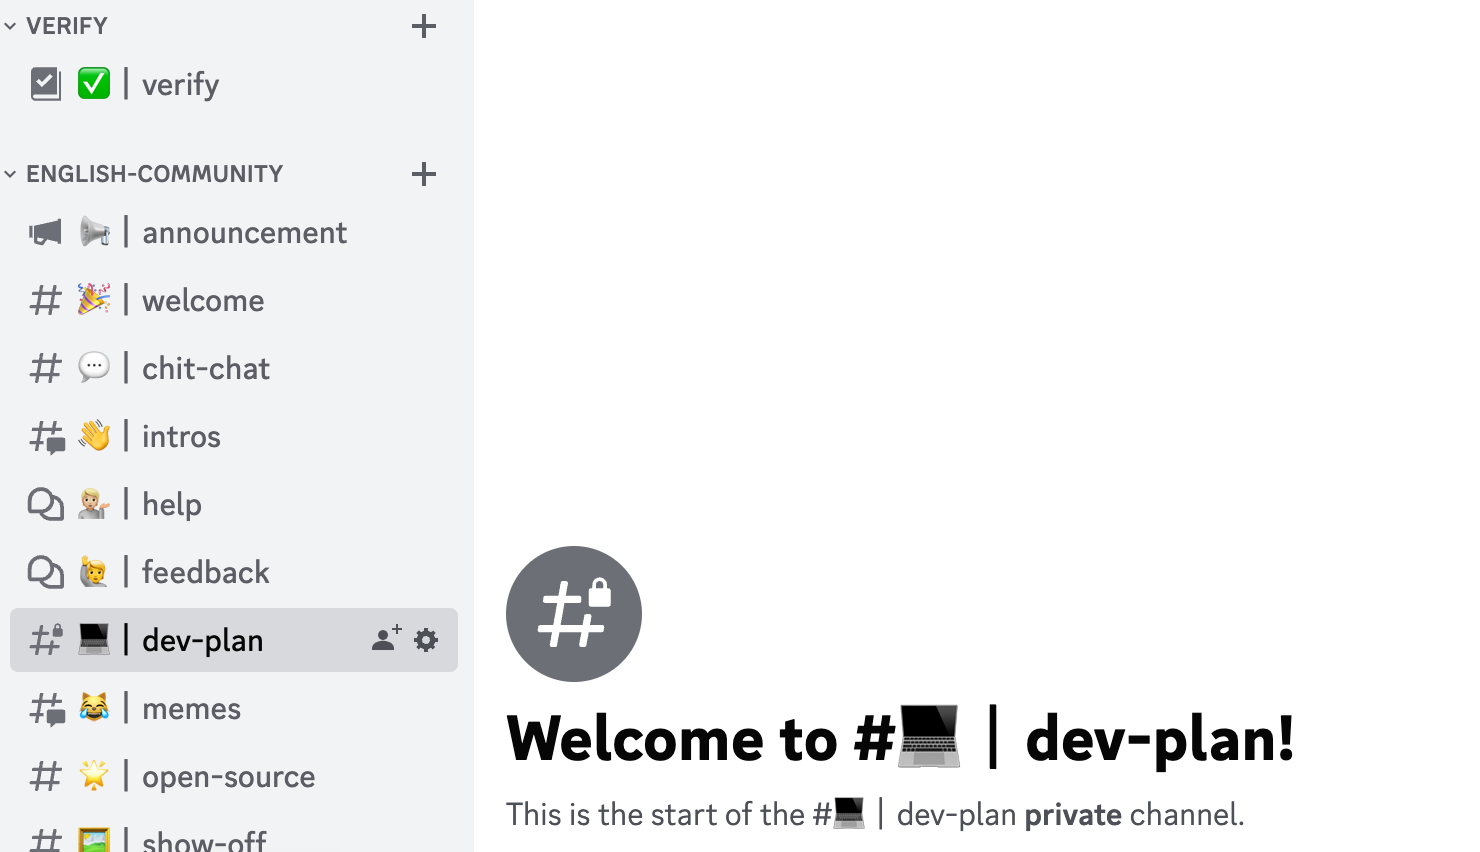 VERIFY
✅｜verify
ENGLISH-COMMUNITY
📢｜announcement
# 🎉｜welcome
# 💬｜chit-chat
# 👋｜intros
💁🏼｜help
🙋｜feedback
# 💻｜dev-plan
# 😹｜memes
# 🌟｜open-source
# 🖼️｜show-off
Welcome to #💻｜dev-plan!
This is the start of the #💻｜dev-plan private channel.